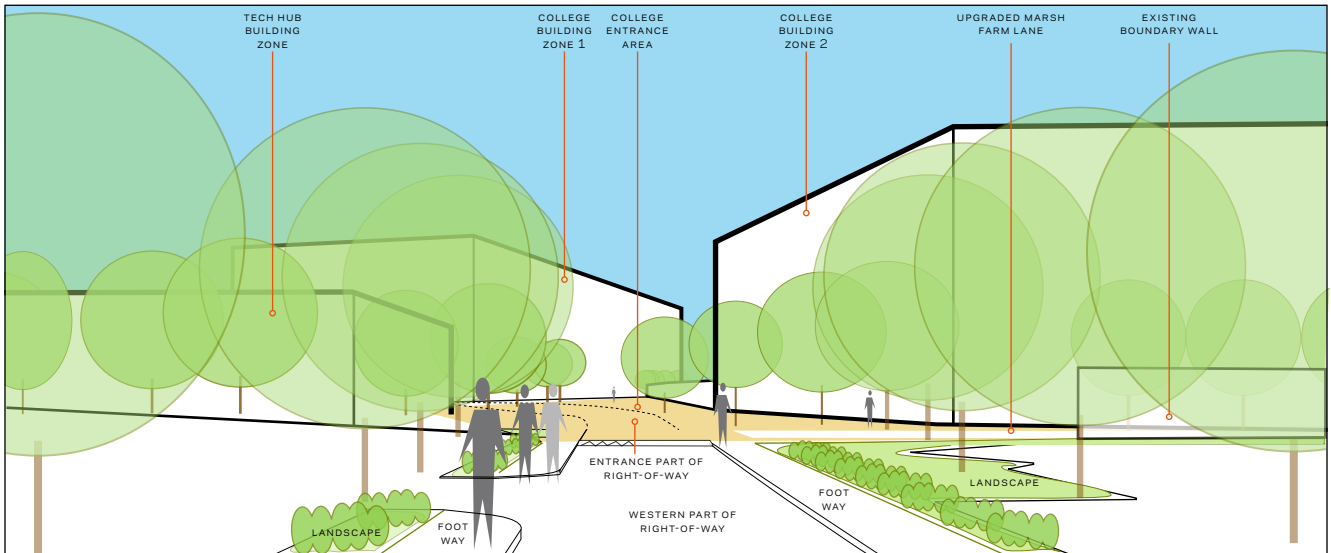 TECH HUB
BUILDING
ZONE
COLLEGE
BUILDING
ZONE 1
COLLEGE
ENTRANCE
AREA
COLLEGE
BUILDING
ZONE 2
UPGRADED MARSH
FARM LANE
EXISTING
BOUNDARY WALL
ENTRANCE PART OF
RIGHT-OF-WAY
LANDSCAPE
FOOT
WAY
WESTERN PART OF
RIGHT-OF-WAY
FOOT
WAY
LANDSCAPE